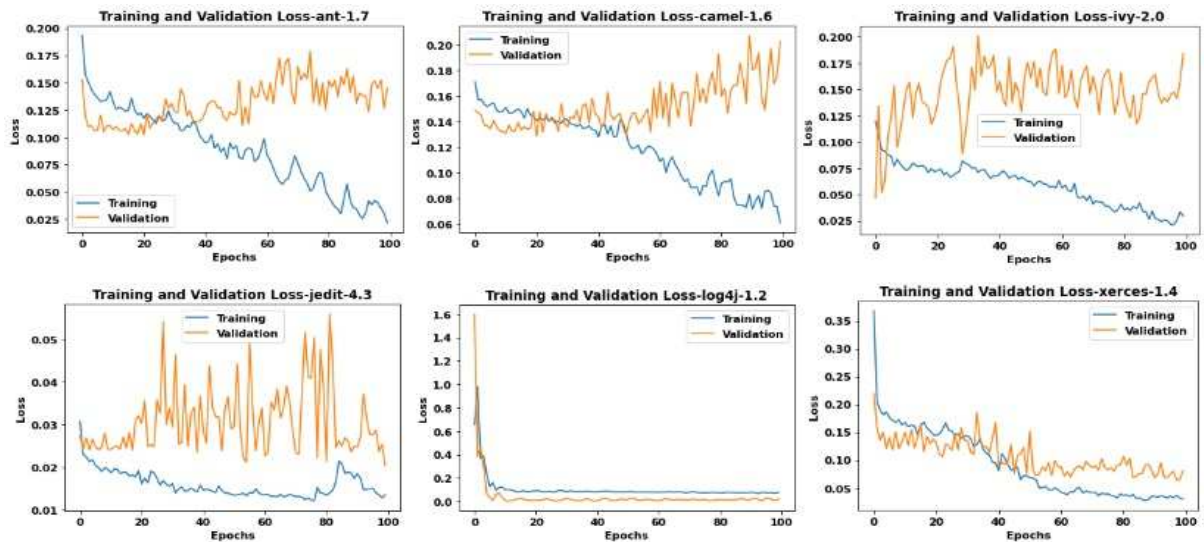 Training and Validation Loss-ant-1.7
0.200
0.175
0.150
0.125
0.100
0.075
0.050
0.025
Loss
Training
Validation
0 20 40 60 80 100
Epochs
Training and Validation Loss-camel-1.6
0.20
0.18
0.16
0.14
0.12
0.10
0.08
0.06
Loss
Training
Validation
0 20 40 60 80 100
Epochs
Training and Validation Loss-ivy-2.0
0.200
0.175
0.150
0.125
0.100
0.075
0.050
0.025
Loss
Training
Validation
0 20 40 60 80 100
Epochs
Training and Validation Loss-jedit-4.3
0.05
0.04
0.03
0.02
0.01
Loss
Training
Validation
0 20 40 60 80 100
Epochs
Training and Validation Loss-log4j-1.2
1.6
1.4
1.2
1.0
0.8
0.6
0.4
0.2
0.0
Loss
Training
Validation
0 20 40 60 80 100
Epochs
Training and Validation Loss-xerces-1.4
0.35
0.30
0.25
0.20
0.15
0.10
0.05
Loss
Training
Validation
0 20 40 60 80 100
Epochs